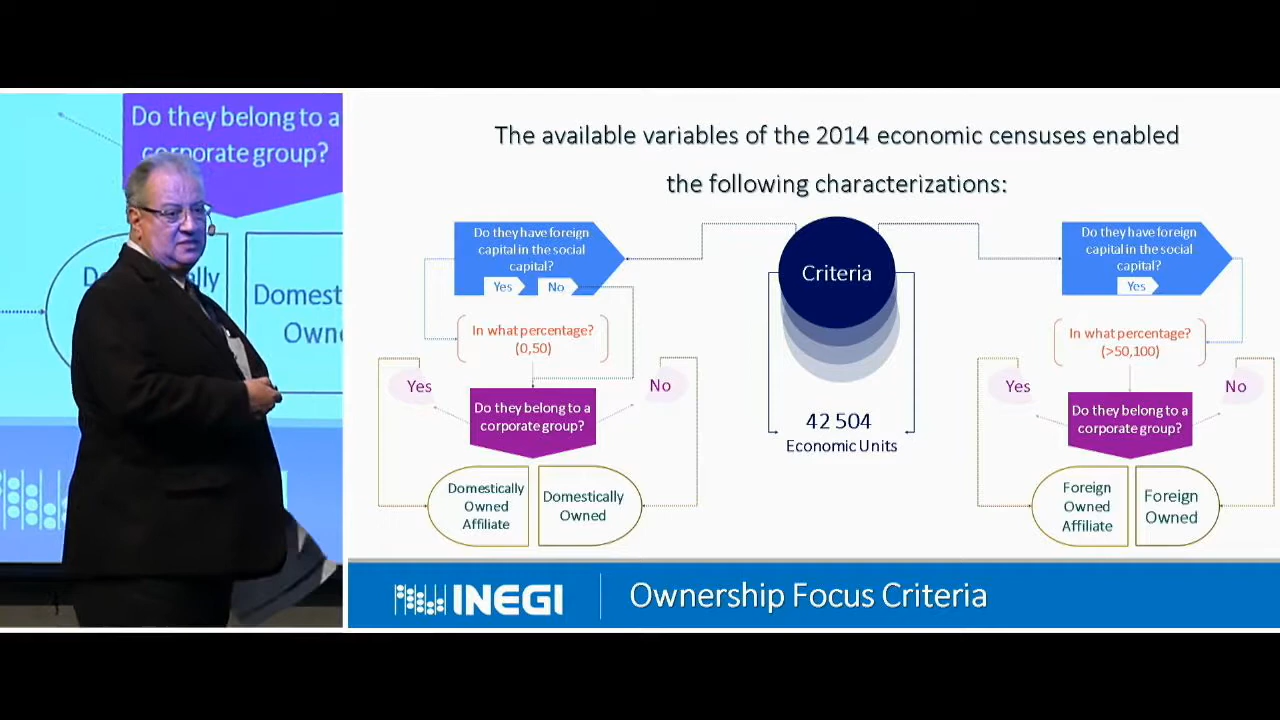 Do they belong to a
corporate group?
Domestically
Owned
The available variables of the 2014 economic censuses enabled
the following characterizations:
Do they have foreign
capital in the social
capital?
Yes
No
In what percentage?
(0,50)
Yes
No
Do they belong to a
corporate group?
Domestically
Owned
Affiliate
Domestically
Owned
Criteria
42 504
Economic Units
Do they have foreign
capital in the social
capital?
Yes
In what percentage?
(>50,100)
Yes
No
Do they belong to a
corporate group?
Foreign
Owned
Affiliate
Foreign
Owned
INEGI
Ownership Focus Criteria